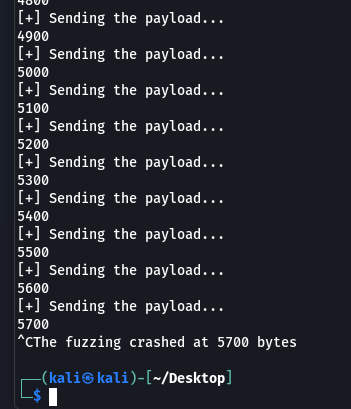 4800
[+] Sending the payload...
4900
[+] Sending the payload...
5000
[+] Sending the payload...
5100
[+] Sending the payload...
5200
[+] Sending the payload...
5300
[+] Sending the payload...
5400
[+] Sending the payload...
5500
[+] Sending the payload...
5600
[+] Sending the payload...
5700
^CThe fuzzing crashed at 5700 bytes
┌──(kali㉿kali)-[~/Desktop]
└─$